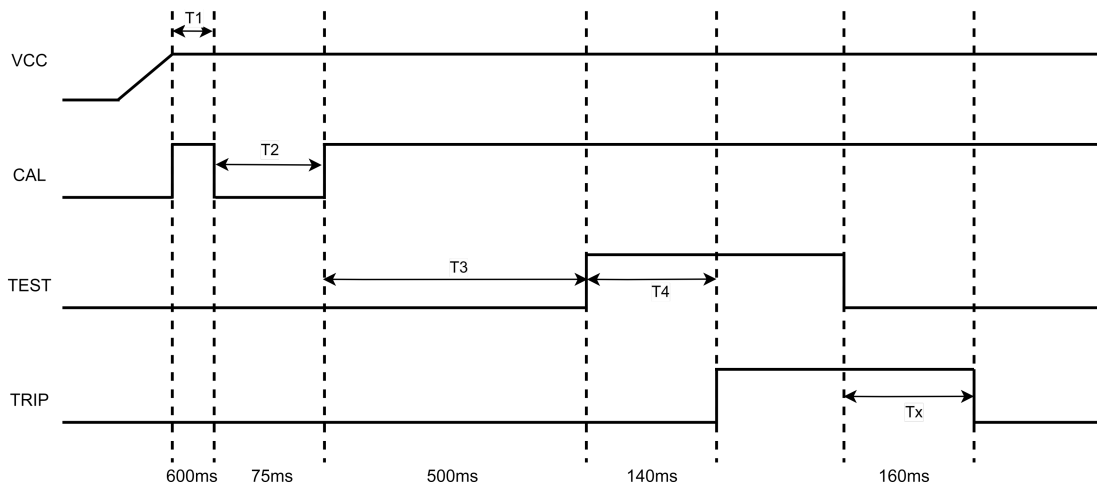 T1
VCC
T2
CAL
T3
TEST
T4
TRIP
Tx
600ms 75ms 500ms 140ms 160ms